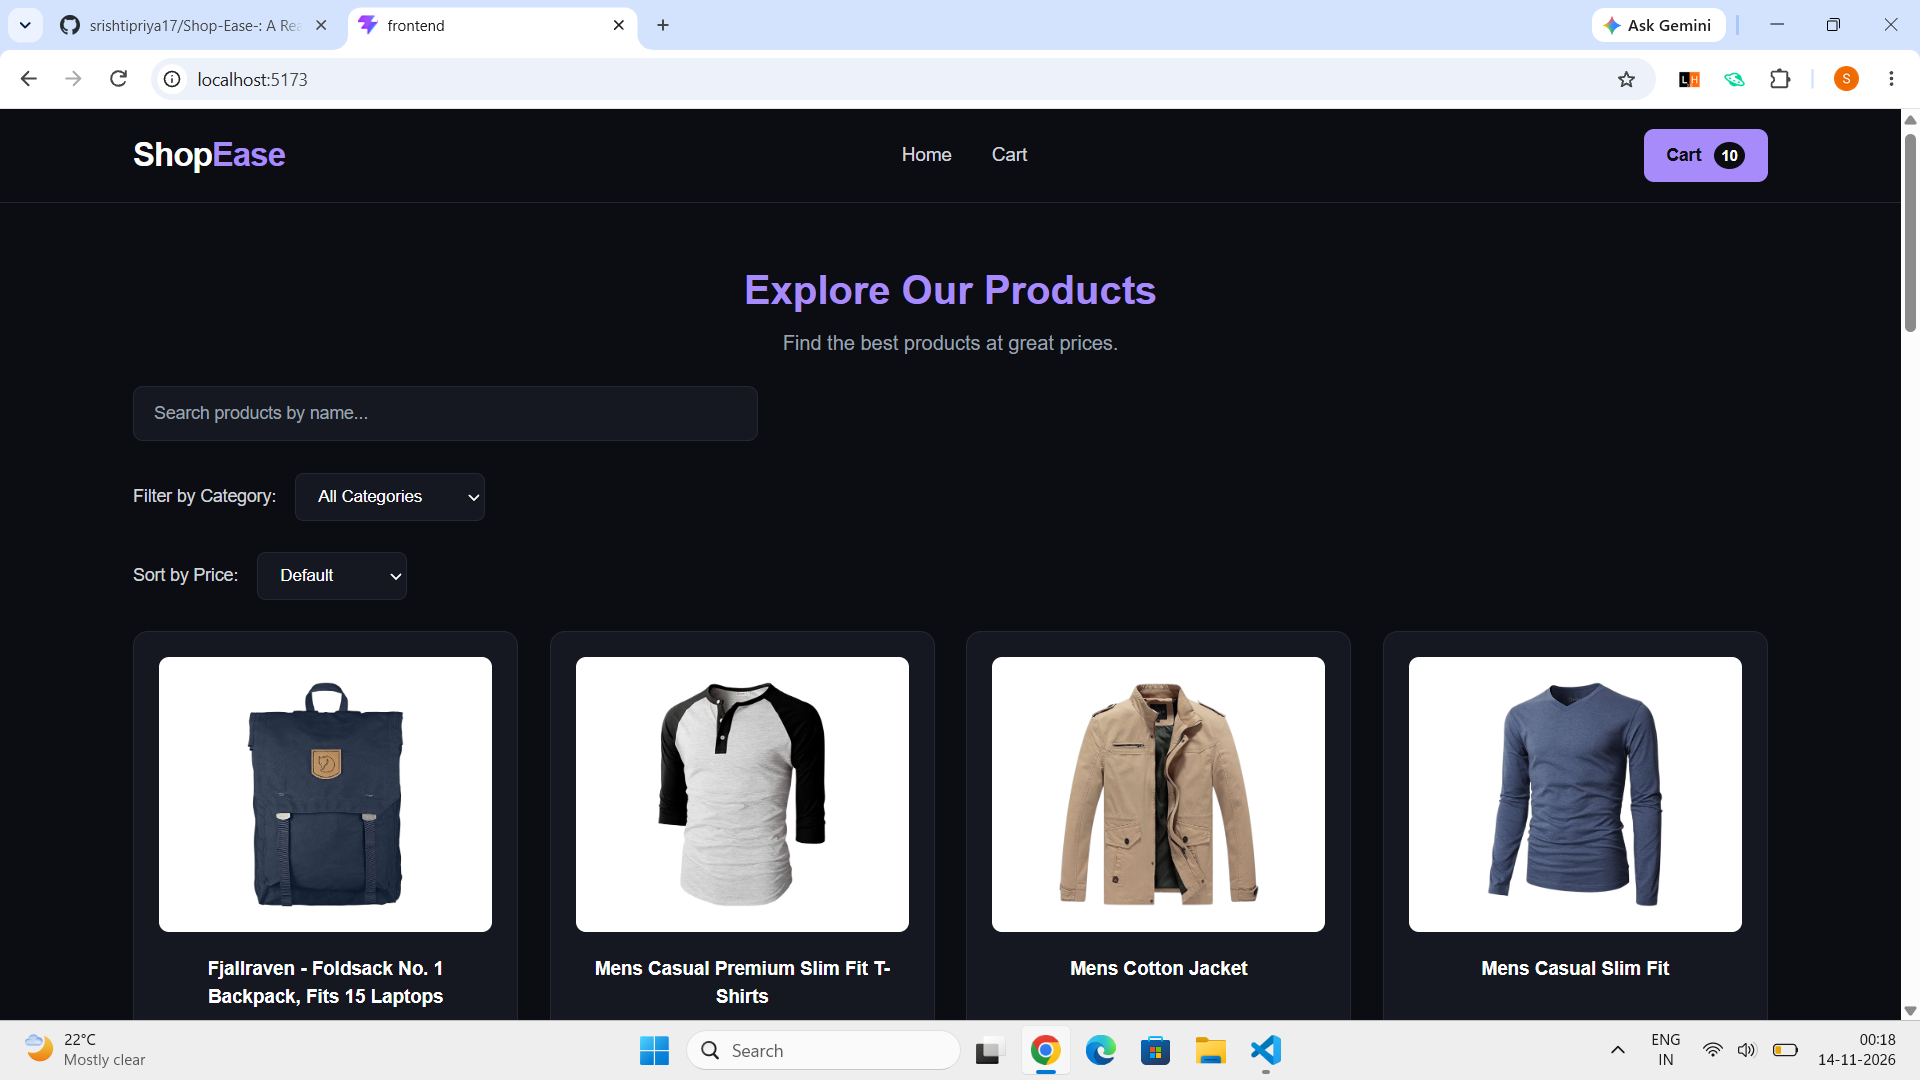 srishtipriya17/Shop-Ease-: A Rea
frontend
Ask Gemini
localhost:5173
LH
S
ShopEase
Home
Cart
Cart 10
Explore Our Products
Find the best products at great prices.
Search products by name...
Filter by Category:
All Categories
Sort by Price:
Default
Fjallraven - Foldsack No. 1
Backpack, Fits 15 Laptops
Mens Casual Premium Slim Fit T-
Shirts
Mens Cotton Jacket
Mens Casual Slim Fit
22°C
Mostly clear
Search
ENG
IN
00:18
14-11-2026